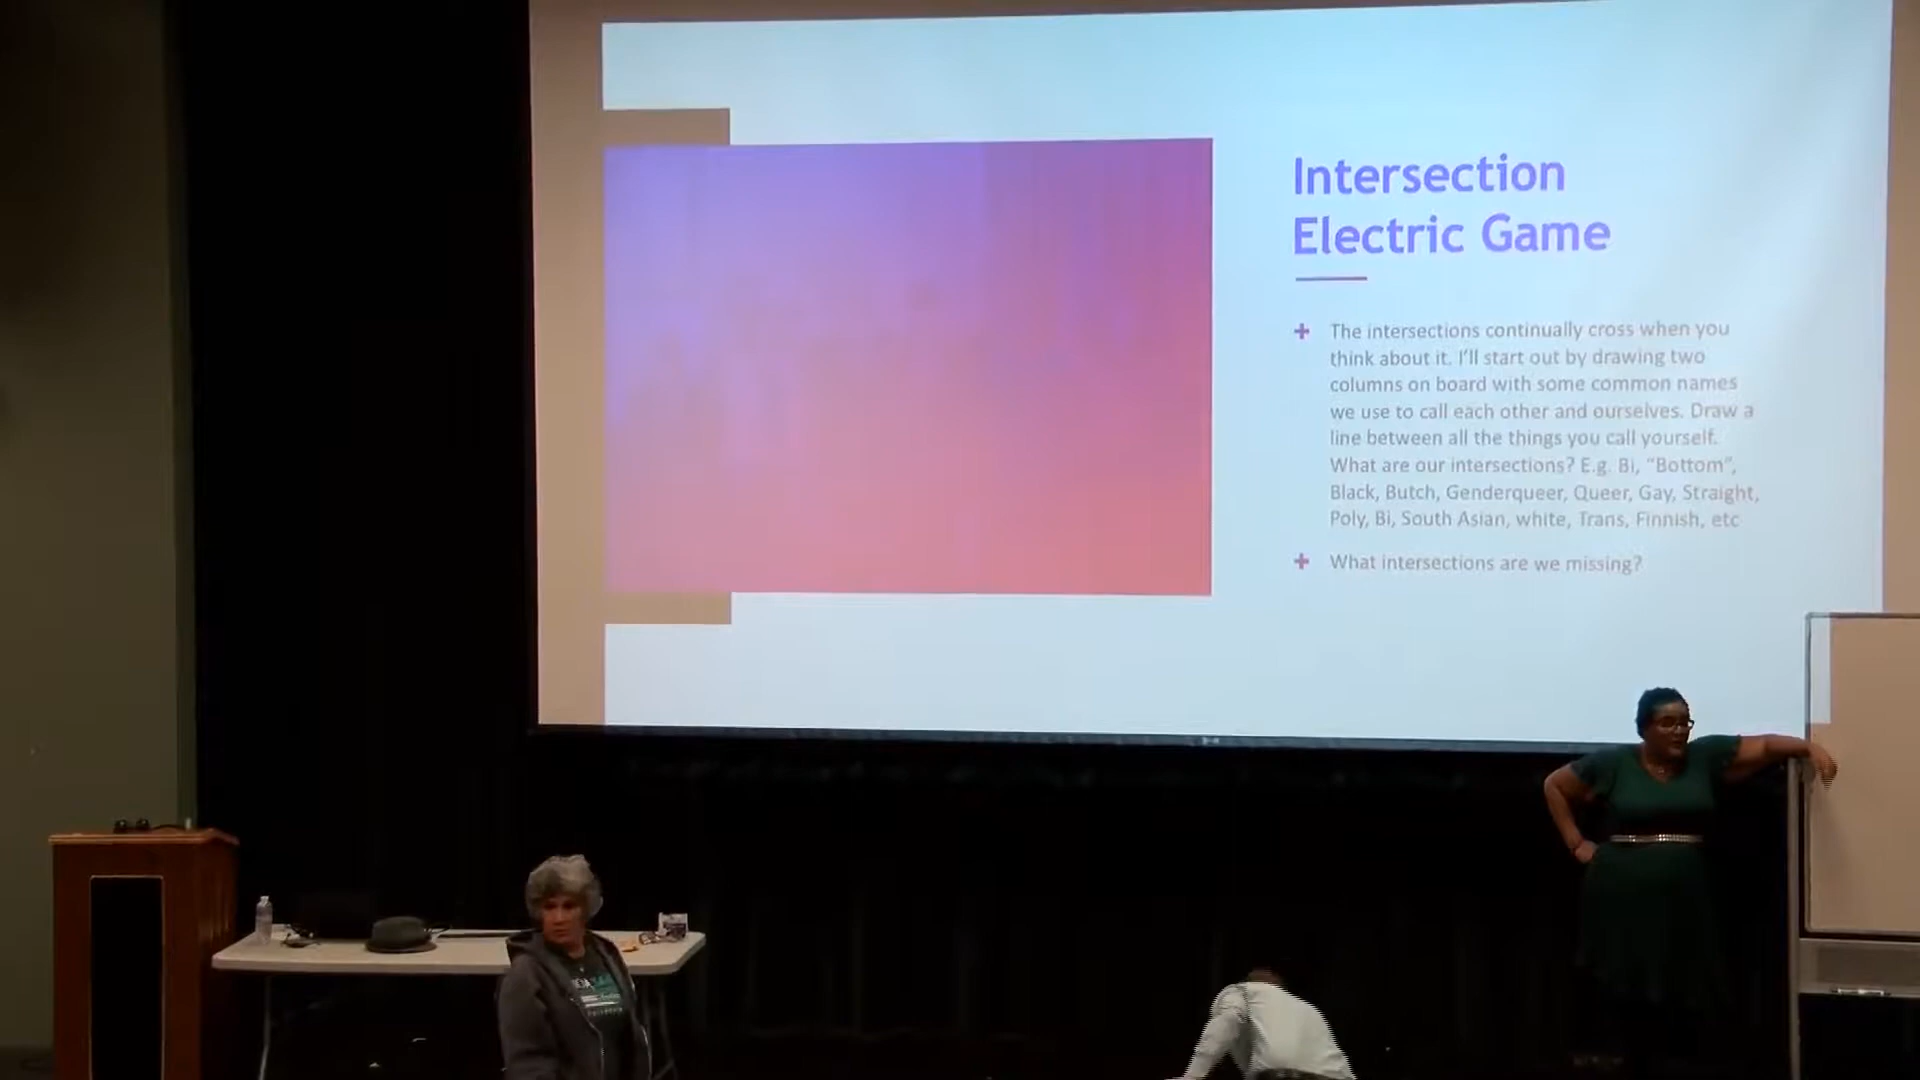 Intersection
Electric Game
The intersections continually cross when you
think about it. I'll start out by drawing two
columns on board with some common names
we use to call each other and ourselves. Draw a
line between all the things you call yourself.
What are our intersections? E.g. Bi, "Bottom",
Black, Butch, Genderqueer, Queer, Gay, Straight,
Poly, Bi, South Asian, white, Trans, Finnish, etc
What intersections are we missing?